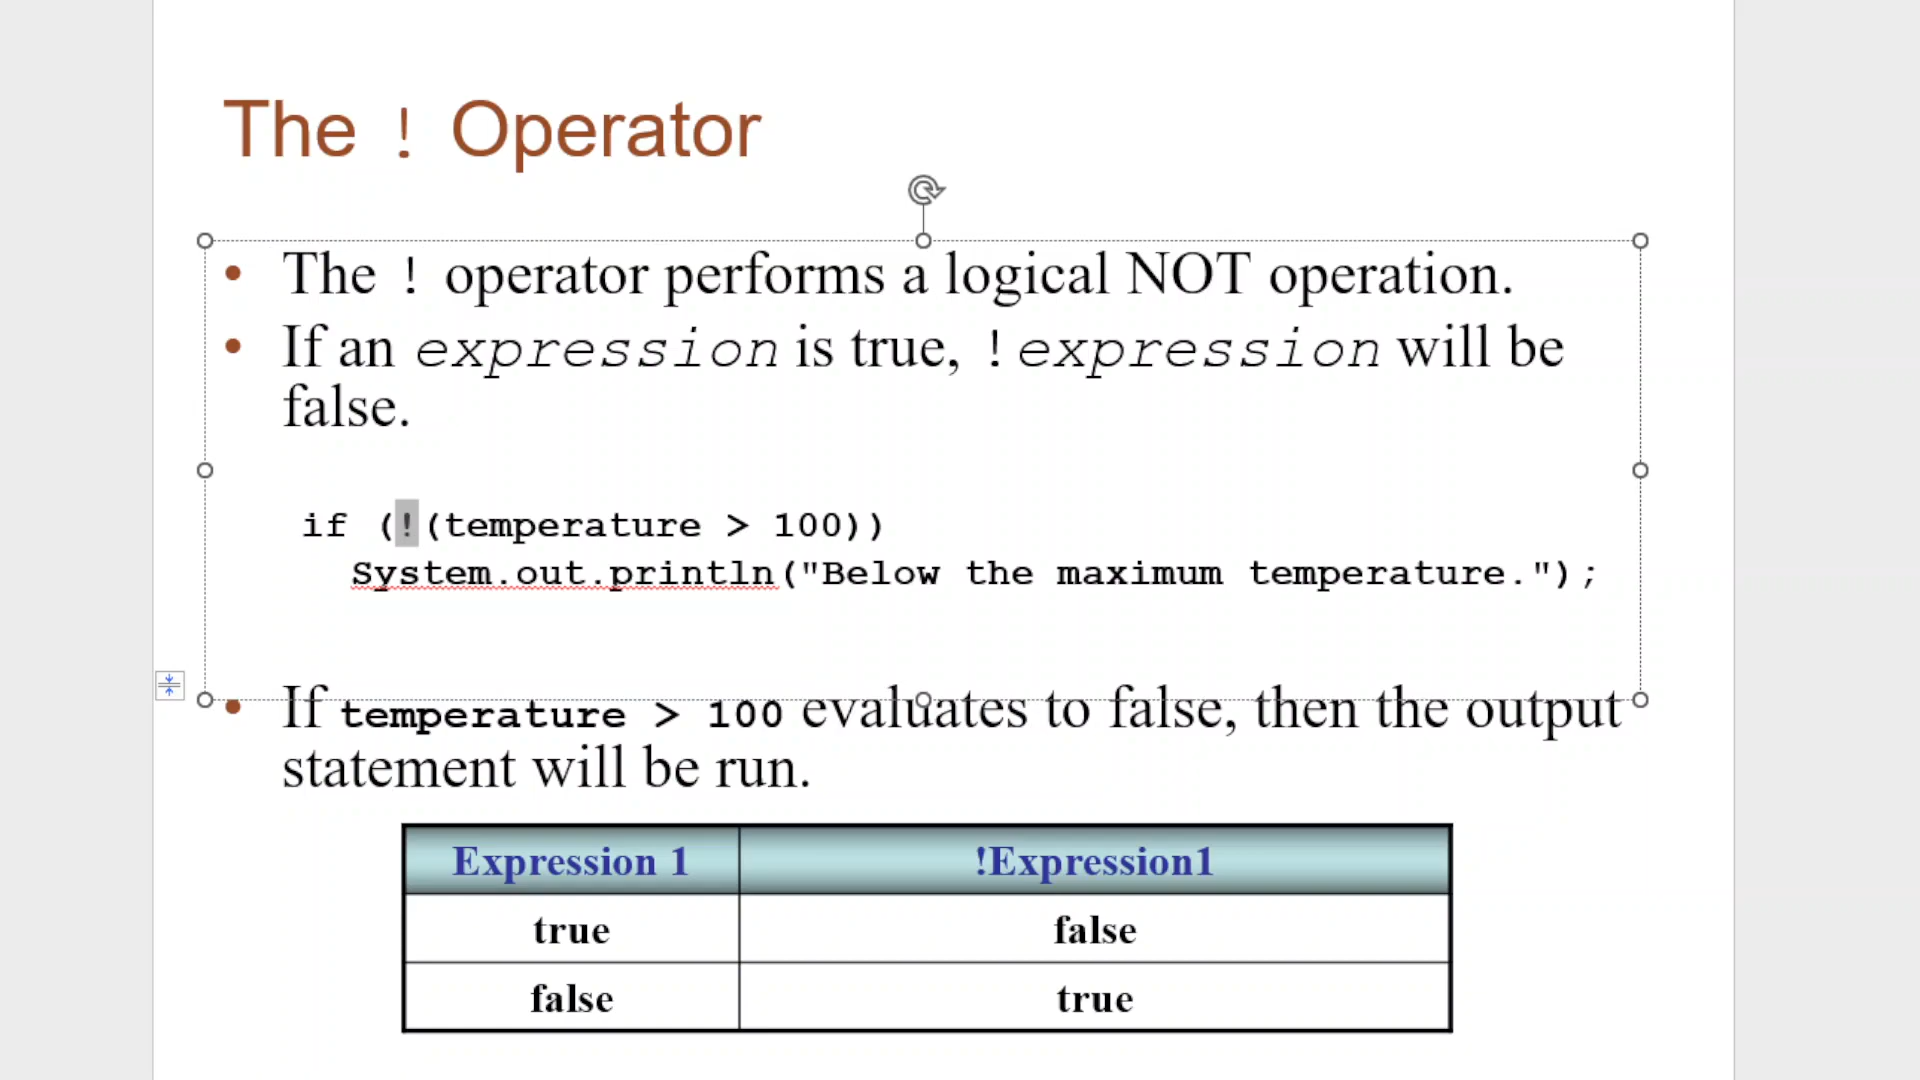 The ! Operator
• The ! operator performs a logical NOT operation.
• If an expression is true, !expression will be
false.
if (!(temperature > 100))
System.out.println("Below the maximum temperature.");
• If temperature > 100 evaluates to false, then the output
statement will be run.
Expression 1 !Expression1
true false
false true